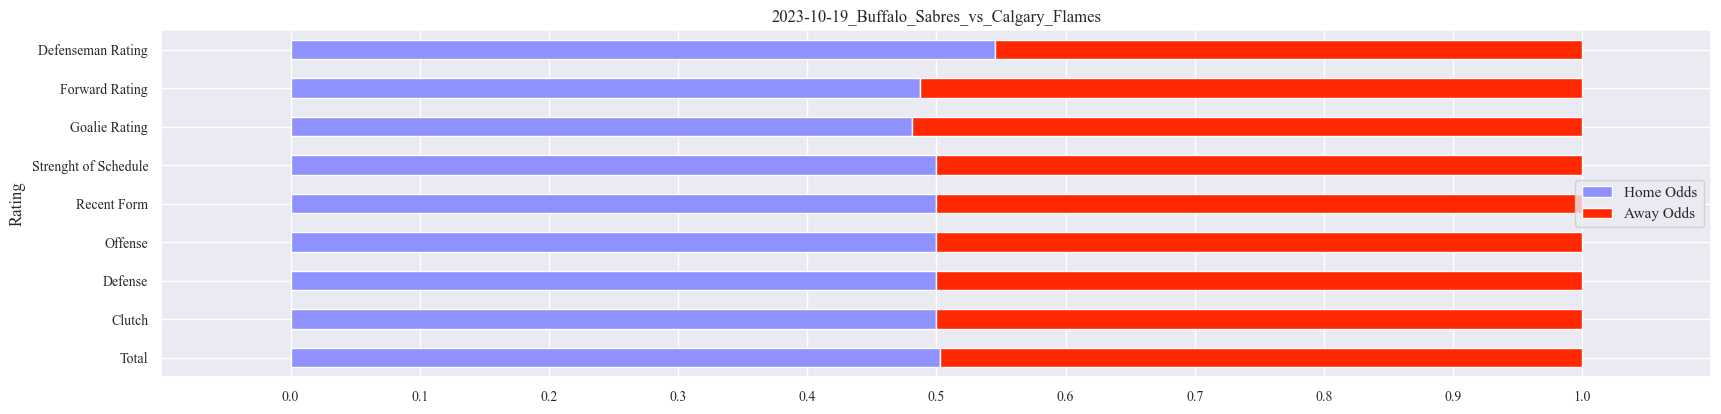 2023-10-19_Buffalo_Sabres_vs_Calgary_Flames
Rating
Defenseman Rating
Forward Rating
Goalie Rating
Strenght of Schedule
Recent Form
Offense
Defense
Clutch
Total
Home Odds
Away Odds
0.0 0.1 0.2 0.3 0.4 0.5 0.6 0.7 0.8 0.9 1.0